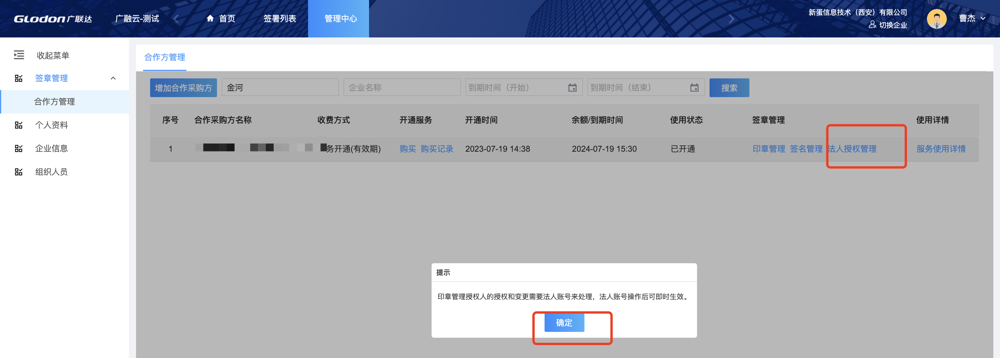 GLodon广联达
广融云-测试
首页
签署列表
管理中心
新蛋信息技术（西安）有限公司
切换企业
曹杰
收起菜单
签章管理
合作方管理
个人资料
企业信息
组织人员
合作方管理
增加合作采购方 金河 企业名称 到期时间（开始） 到期时间（结束） 搜索
序号 合作采购方名称 收费方式 开通服务 开通时间 余额/到期时间 使用状态 签章管理 使用详情
1 务开通(有效期) 购买 购买记录 2023-07-19 14:38 2024-07-19 15:30 已开通 印章管理 签名管理 法人授权管理 服务使用详情
提示
印章管理授权人的授权和变更需要法人账号来处理，法人账号操作后可即时生效。
确定